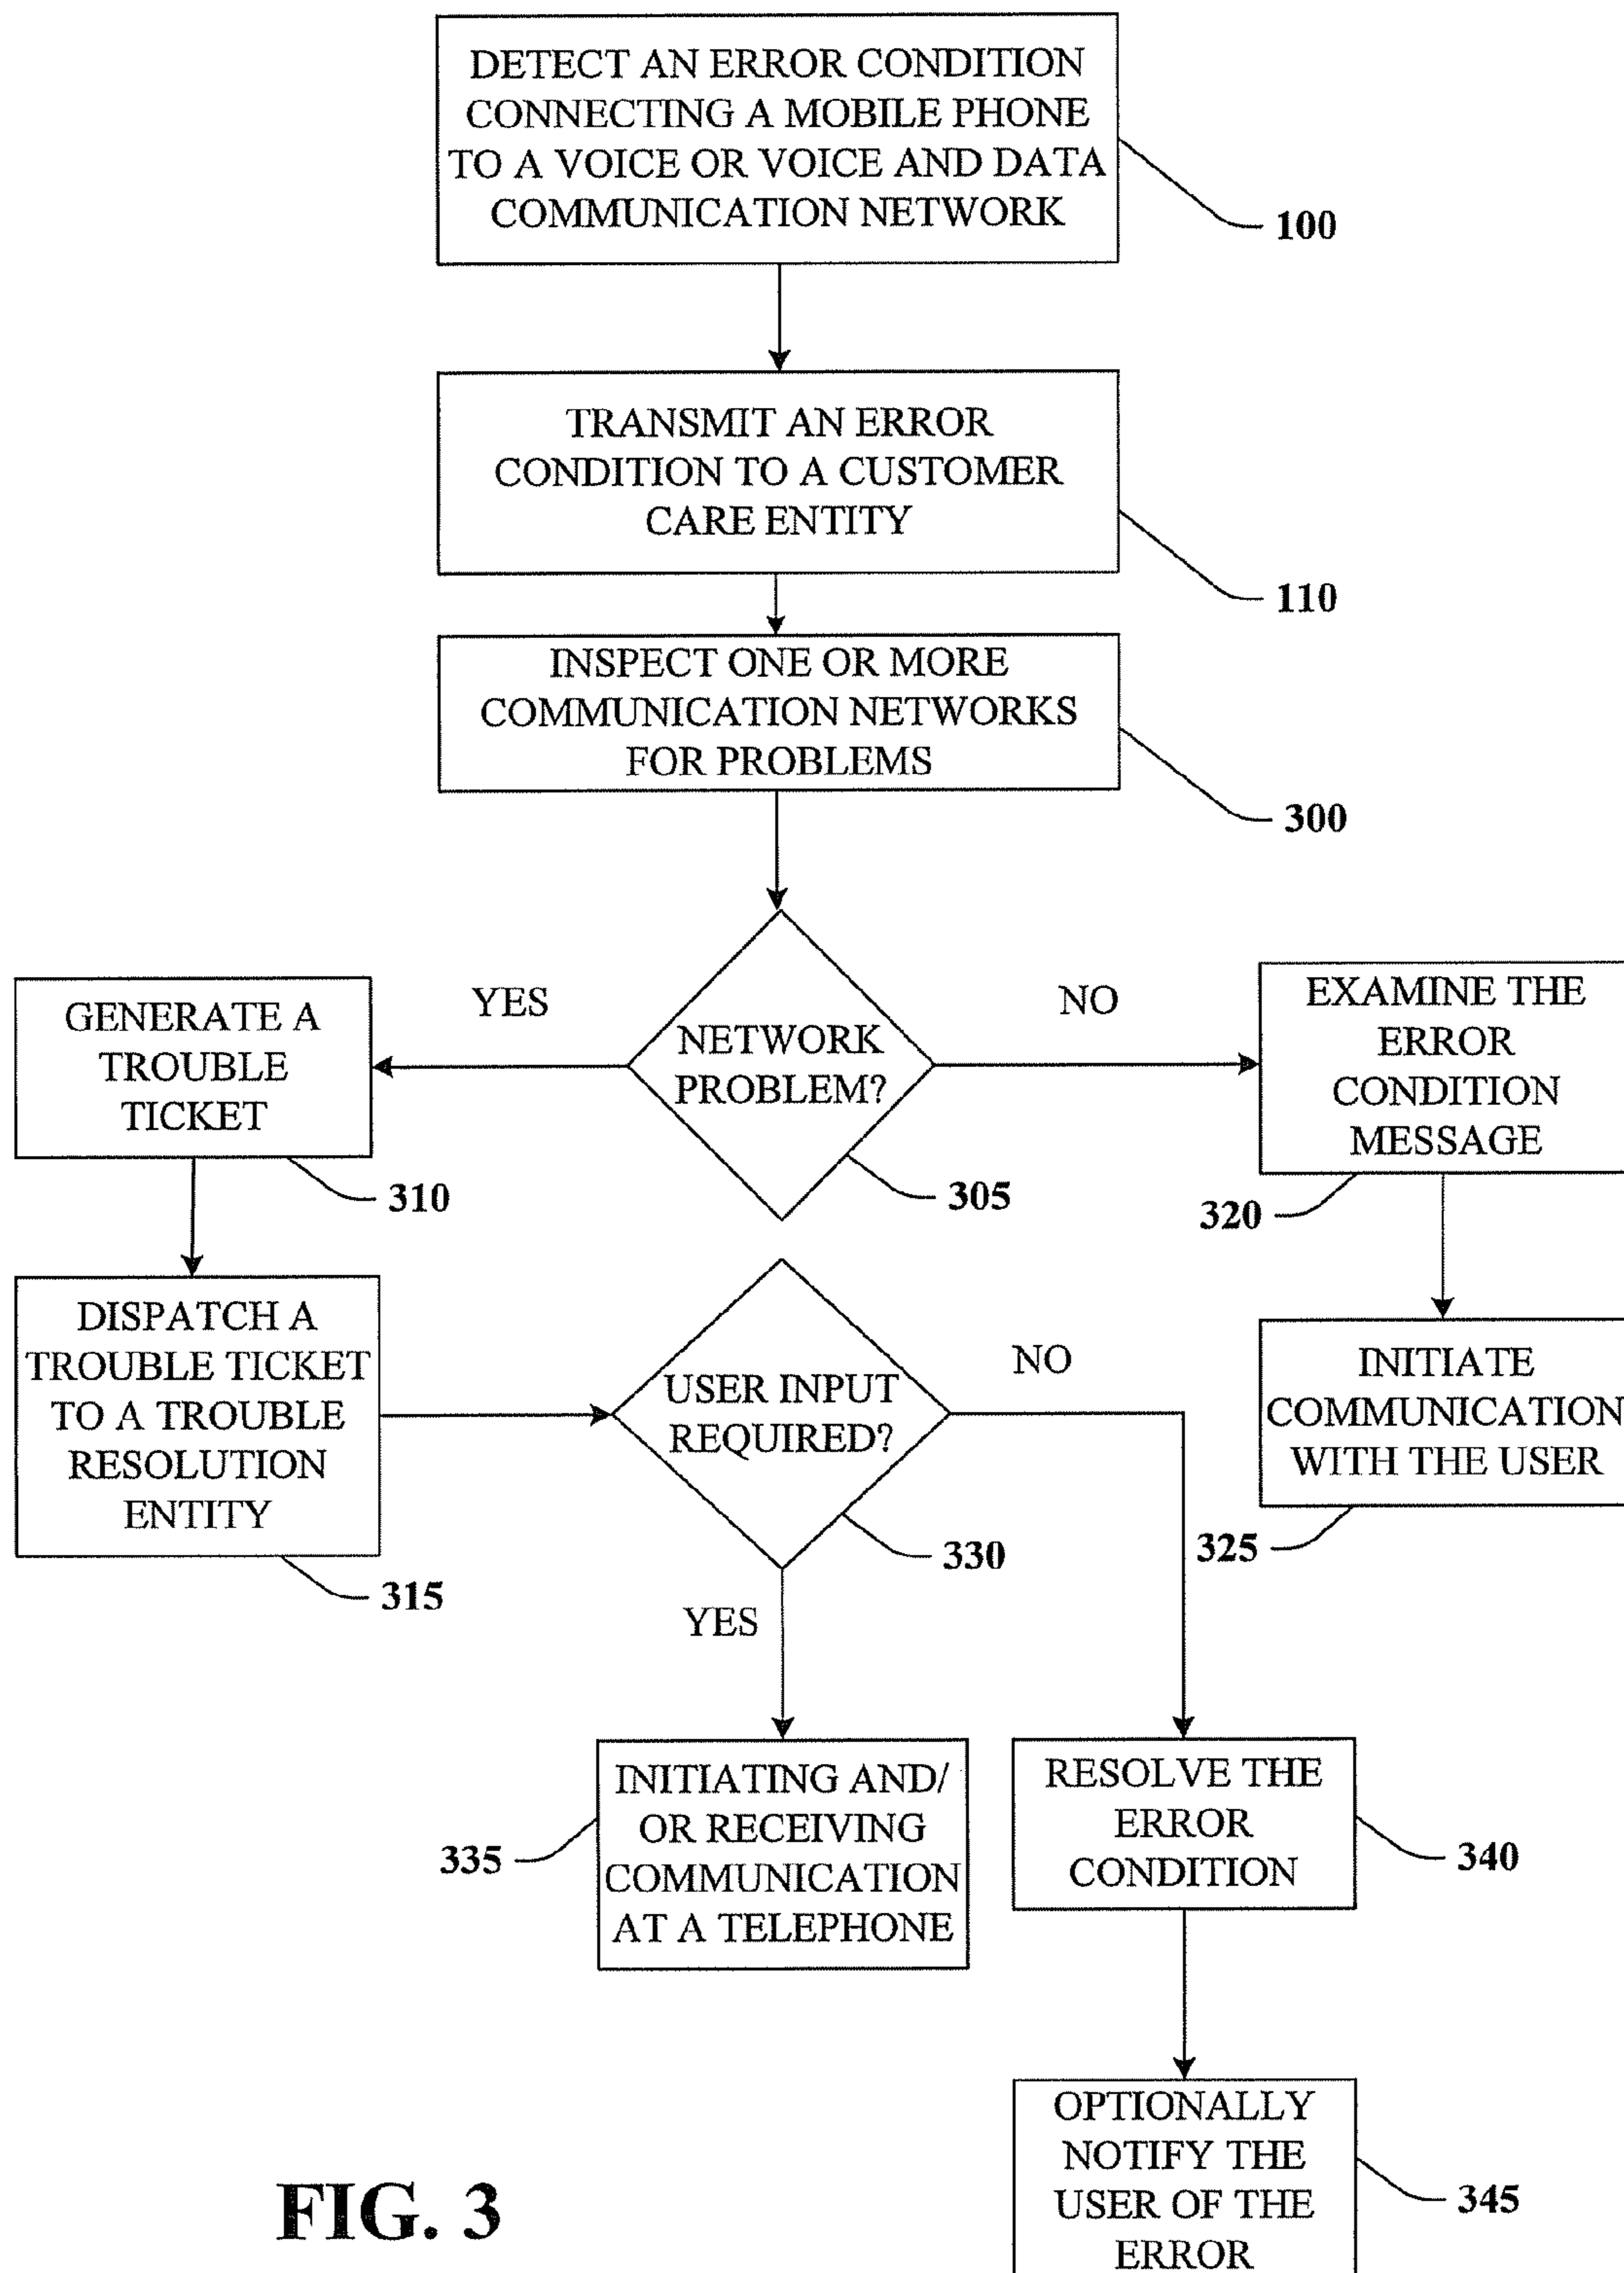 DETECT AN ERROR CONDITION
CONNECTING A MOBILE PHONE
TO A VOICE OR VOICE AND DATA
COMMUNICATION NETWORK
100
TRANSMIT AN ERROR
CONDITION TO A CUSTOMER
CARE ENTITY
110
INSPECT ONE OR MORE
COMMUNICATION NETWORKS
FOR PROBLEMS
300
NETWORK
PROBLEM?
305
YES
NO
GENERATE A
TROUBLE
TICKET
310
EXAMINE THE
ERROR
CONDITION
MESSAGE
320
DISPATCH A
TROUBLE TICKET
TO A TROUBLE
RESOLUTION
ENTITY
315
USER INPUT
REQUIRED?
330
NO
YES
INITIATE
COMMUNICATION
WITH THE USER
325
INITIATING AND/
OR RECEIVING
COMMUNICATION
AT A TELEPHONE
335
RESOLVE THE
ERROR
CONDITION
340
OPTIONALLY
NOTIFY THE
USER OF THE
ERROR
345
FIG. 3